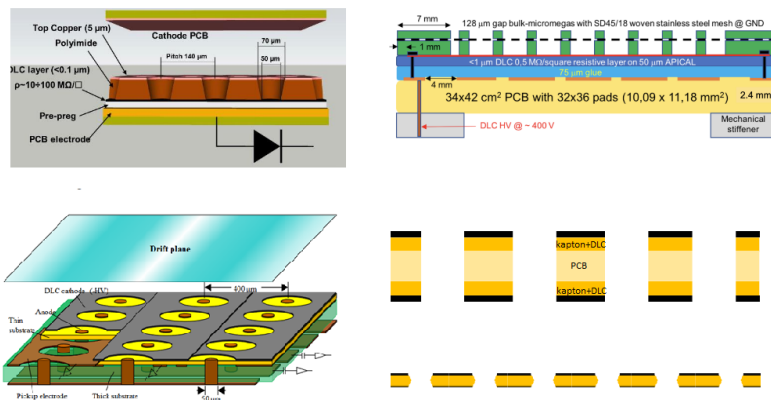 Top Copper (5 µm)
Polyimide
Cathode PCB
70 µm
Pitch 140 µm
50 µm
DLC layer (<0.1 µm)
ρ~10÷100 MΩ/□
Pre-preg
PCB electrode
7 mm
128 µm gap bulk-micromegas with SD45/18 woven stainless steel mesh @ GND
1 mm
<1 µm DLC 0,5 MΩ/square resistive layer on 50 µm APICAL
75 µm glue
4 mm
34x42 cm² PCB with 32x36 pads (10,09 x 11,18 mm²)
2.4 mm
DLC HV @ ~ 400 V
Mechanical
stiffener
Drift plane
DLC cathode (-HV)
400 µm
Anode
Thin
substrate
Pickup electrode
Thick substrate
50µm
kapton+DLC
PCB
kapton+DLC